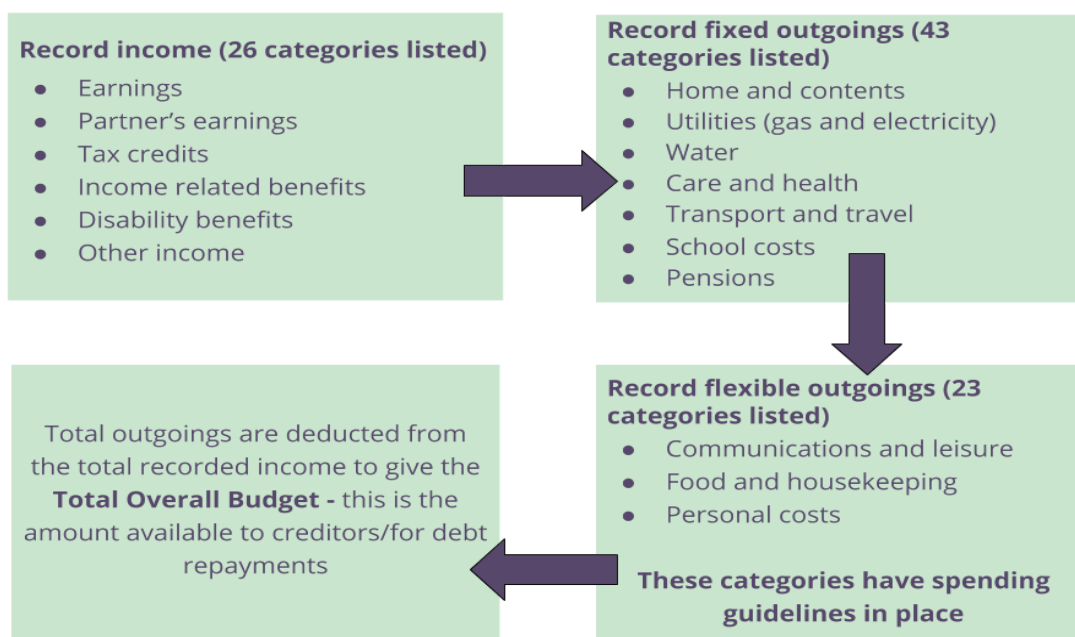 Record income (26 categories listed)
● Earnings
● Partner's earnings
● Tax credits
● Income related benefits
● Disability benefits
● Other income
Record fixed outgoings (43
categories listed)
● Home and contents
● Utilities (gas and electricity)
● Water
● Care and health
● Transport and travel
● School costs
● Pensions
Record flexible outgoings (23
categories listed)
● Communications and leisure
● Food and housekeeping
● Personal costs
These categories have spending
guidelines in place
Total outgoings are deducted from
the total recorded income to give the
Total Overall Budget - this is the
amount available to creditors/for debt
repayments